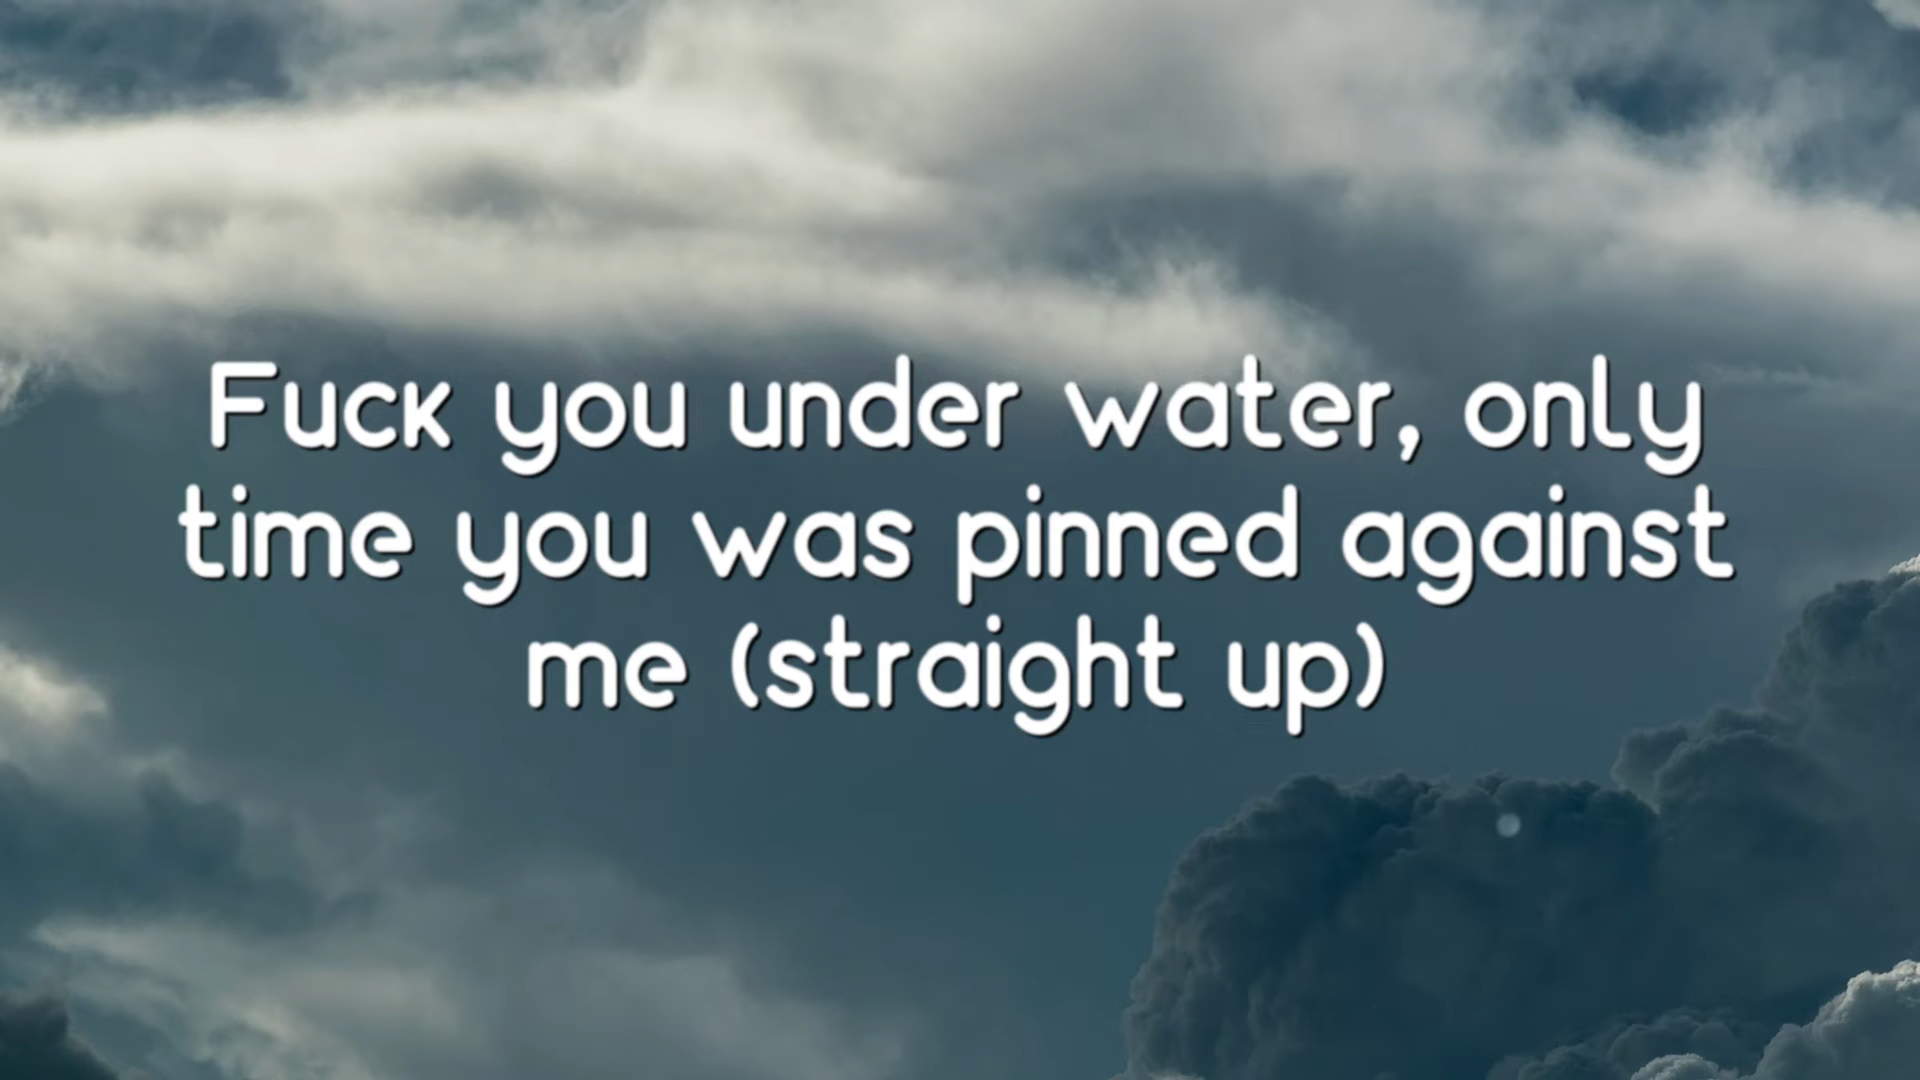 Fuck you under water, only
time you was pinned against
me (straight up)